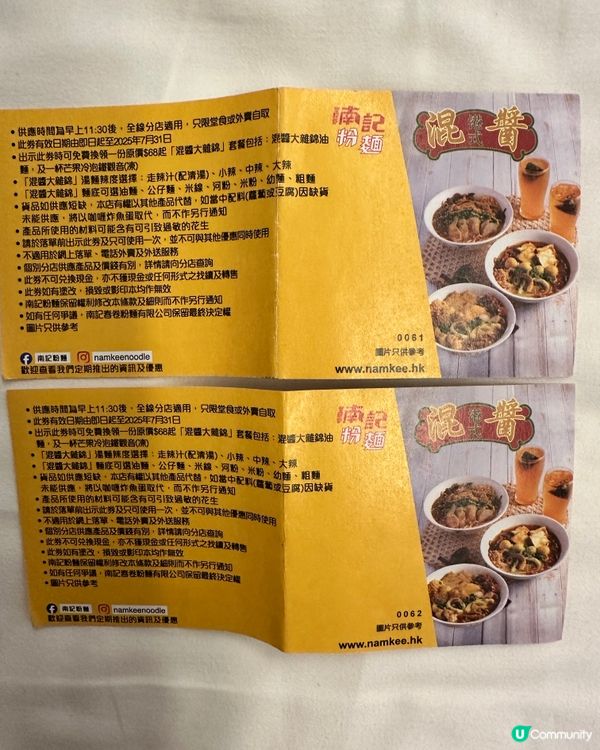 • 供應時間為早上11:30後，全線分店適用，只限堂食或外賣自取
• 此券有效日期由即日起至2025年7月31日
• 出示此券時可免費換領一份原價$68起「混醬大雜錦」套餐包括：混醬大雜錦油
麵，及一杯芒果冷泡鐵觀音(凍)
• 「混醬大雜錦」湯麵辣度選擇：走辣汁(配清湯)、小辣、中辣、大辣
• 「混醬大雜錦」麵底可選油麵、公仔麵、米線、河粉、米粉、幼麵、粗麵
• 貨品如供應短缺，本店有權以其他產品代替，如當中配料(蘿蔔或豆腐)因缺貨
未能供應，將以咖喱炸魚蛋取代，而不作另行通知
• 產品所使用的材料可能含有可引致過敏的花生
• 請於落單前出示此券及只可使用一次，並不可與其他優惠同時使用
• 不適用於網上落單、電話外賣及外送服務
• 個別分店供應產品及價錢有別，詳情請向分店查詢
• 此券不可兌換現金，亦不獲現金或任何形式之找續及轉售
• 此券如有塗改，損毀或影印本均作無效
• 南記粉麵保留權利修改本條款及細則而不作另行通知
• 如有任何爭議，南記春卷粉麵有限公司保留最終決定權
• 圖片只供參考
南記粉麵 namkeenoodle
歡迎查看我們定期推出的資訊及優惠
南記
粉麵
混 港式 醬
0061
圖片只供參考
www.namkee.hk
• 供應時間為早上11:30後，全線分店適用，只限堂食或外賣自取
• 此券有效日期由即日起至2025年7月31日
• 出示此券時可免費換領一份原價$68起「混醬大雜錦」套餐包括：混醬大雜錦油
麵，及一杯芒果冷泡鐵觀音(凍)
• 「混醬大雜錦」湯麵辣度選擇：走辣汁(配清湯)、小辣、中辣、大辣
• 「混醬大雜錦」麵底可選油麵、公仔麵、米線、河粉、米粉、幼麵、粗麵
• 貨品如供應短缺，本店有權以其他產品代替，如當中配料(蘿蔔或豆腐)因缺貨
未能供應，將以咖喱炸魚蛋取代，而不作另行通知
• 產品所使用的材料可能含有可引致過敏的花生
• 請於落單前出示此券及只可使用一次，並不可與其他優惠同時使用
• 不適用於網上落單、電話外賣及外送服務
• 個別分店供應產品及價錢有別，詳情請向分店查詢
• 此券不可兌換現金，亦不獲現金或任何形式之找續及轉售
• 此券如有塗改，損毀或影印本均作無效
• 南記粉麵保留權利修改本條款及細則而不作另行通知
• 如有任何爭議，南記春卷粉麵有限公司保留最終決定權
• 圖片只供參考
南記粉麵 namkeenoodle
歡迎查看我們定期推出的資訊及優惠
南記
粉麵
混 港式 醬
0062
圖片只供參考
www.namkee.hk
U Community